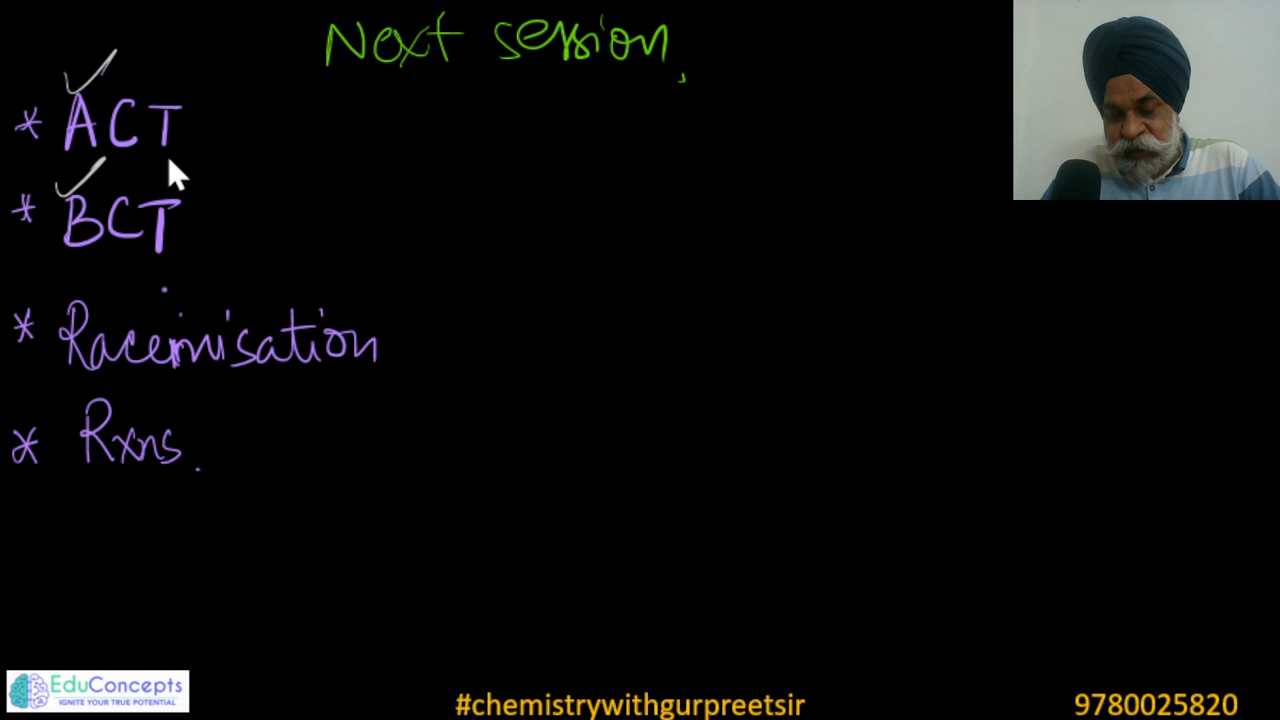 Next session,
* ACT
* BCT
* Racemisation
* Rxns.
EduConcepts
IGNITE YOUR TRUE POTENTIAL
#chemistrywithgurpreetsir
9780025820